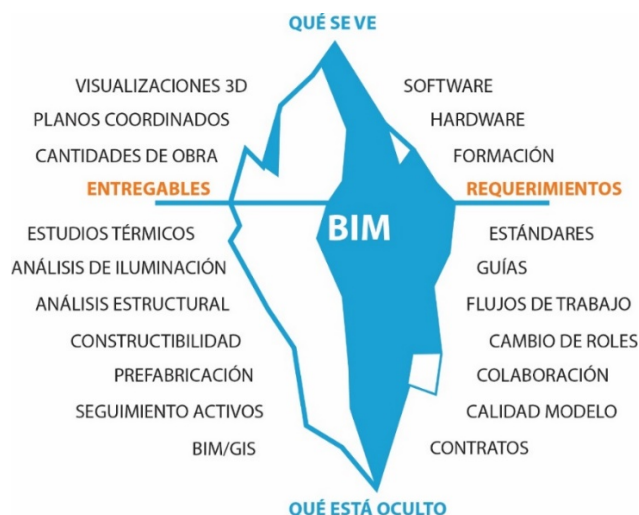 QUÉ SE VE
VISUALIZACIONES 3D
PLANOS COORDINADOS
CANTIDADES DE OBRA
ENTREGABLES
SOFTWARE
HARDWARE
FORMACIÓN
REQUERIMIENTOS
BIM
ESTUDIOS TÉRMICOS
ANÁLISIS DE ILUMINACIÓN
ANÁLISIS ESTRUCTURAL
CONSTRUCTIBILIDAD
PREFABRICACIÓN
SEGUIMIENTO ACTIVOS
BIM/GIS
ESTÁNDARES
GUÍAS
FLUJOS DE TRABAJO
CAMBIO DE ROLES
COLABORACIÓN
CALIDAD MODELO
CONTRATOS
QUÉ ESTÁ OCULTO